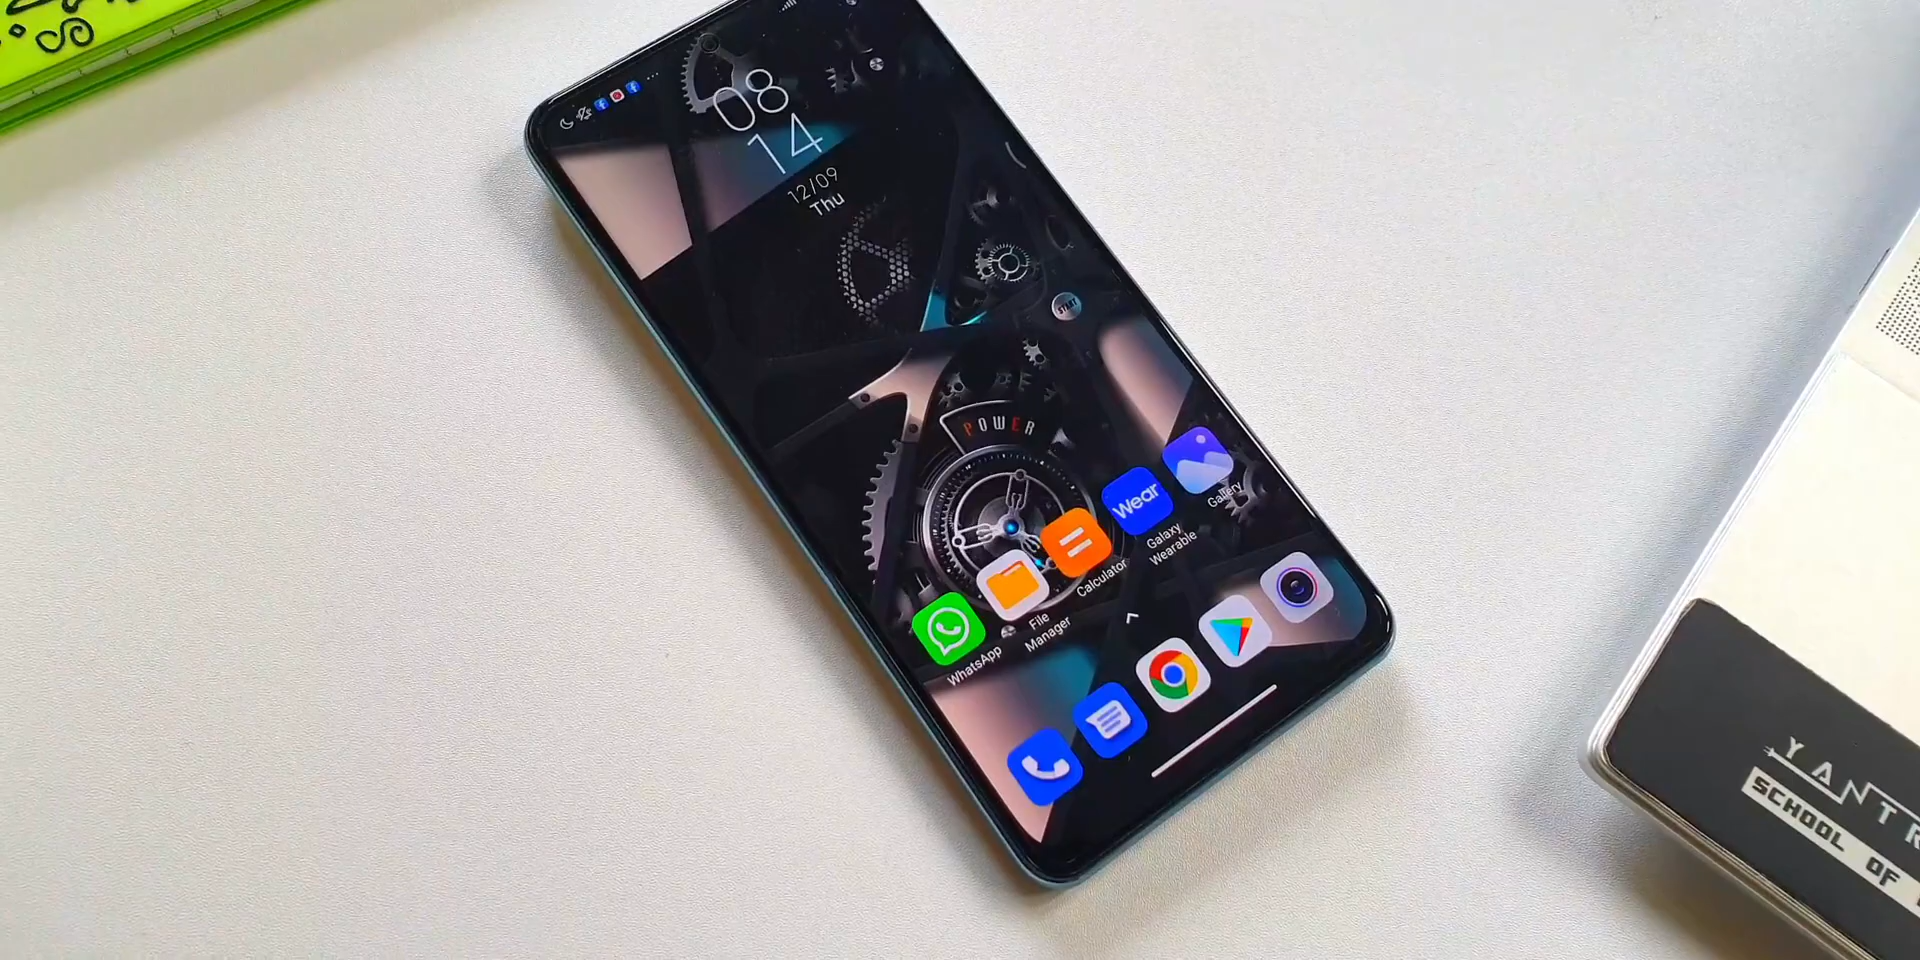 08
14
12/09
Thu
START
POWER
Wear
Gallery
Galaxy
Wearable
Calculator
File
Manager
WhatsApp
YANTR
SCHOOL OF